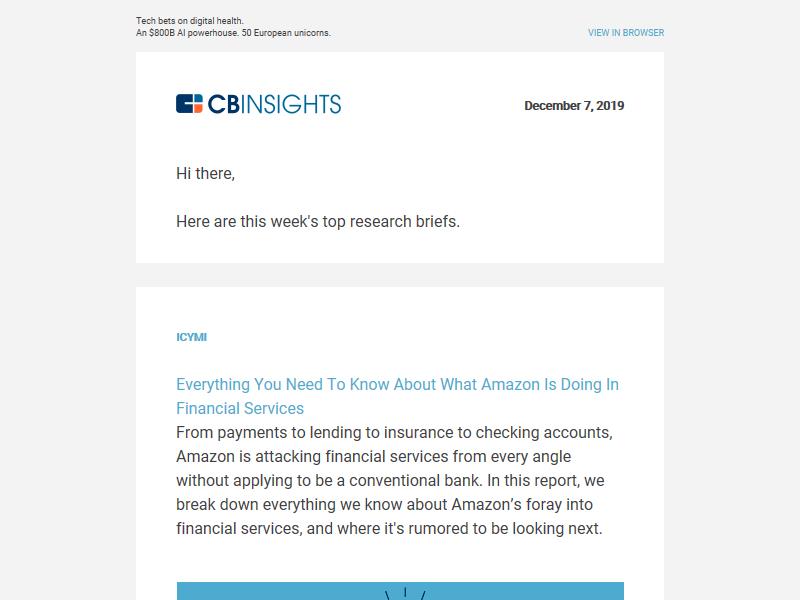 Tech bets on digital health.
An $800B AI powerhouse. 50 European unicorns.
VIEW IN BROWSER
CBINSIGHTS
December 7, 2019
Hi there,
Here are this week's top research briefs.
ICYMI
Everything You Need To Know About What Amazon Is Doing In
Financial Services
From payments to lending to insurance to checking accounts,
Amazon is attacking financial services from every angle
without applying to be a conventional bank. In this report, we
break down everything we know about Amazon’s foray into
financial services, and where it's rumored to be looking next.